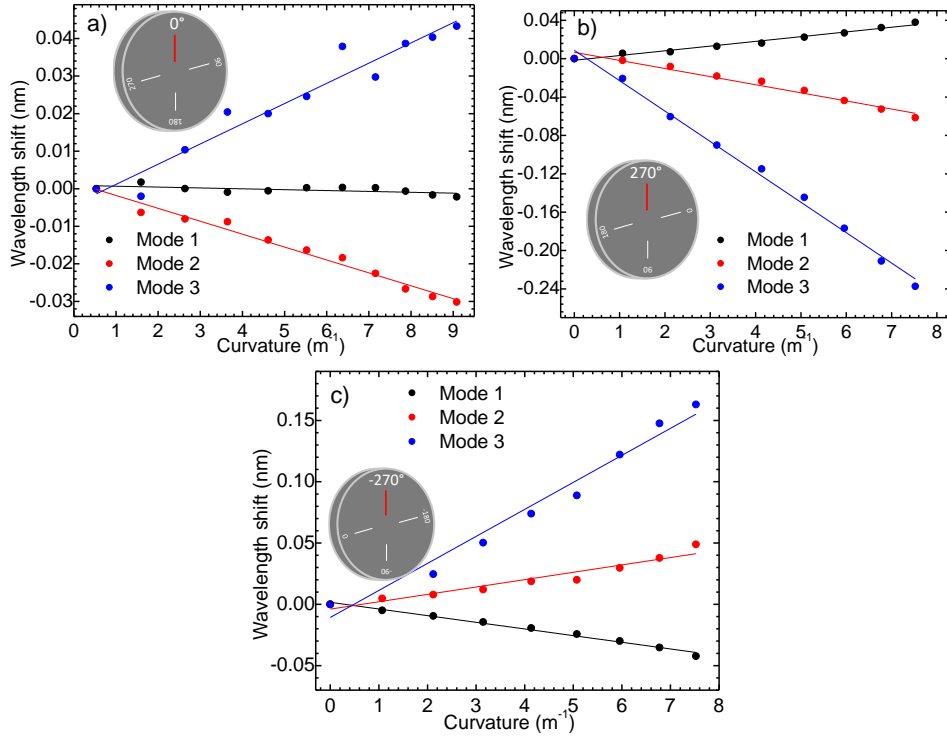 a)
0°
90
180
270
0.04
0.03
0.02
0.01
0.00
-0.01
-0.02
-0.03
Wavelength shift (nm)
Mode 1
Mode 2
Mode 3
0 1 2 3 4 5 6 7 8 9
Curvature (m⁻¹)
b)
0.04
0.00
-0.04
-0.08
-0.12
-0.16
-0.20
-0.24
Wavelength shift (nm)
270°
0
90
180
Mode 1
Mode 2
Mode 3
0 1 2 3 4 5 6 7 8
Curvature (m⁻¹)
c)
Mode 1
Mode 2
Mode 3
0.15
0.10
0.05
0.00
-0.05
Wavelength shift (nm)
-270°
-180
-90
0
0 1 2 3 4 5 6 7 8
Curvature (m⁻¹)